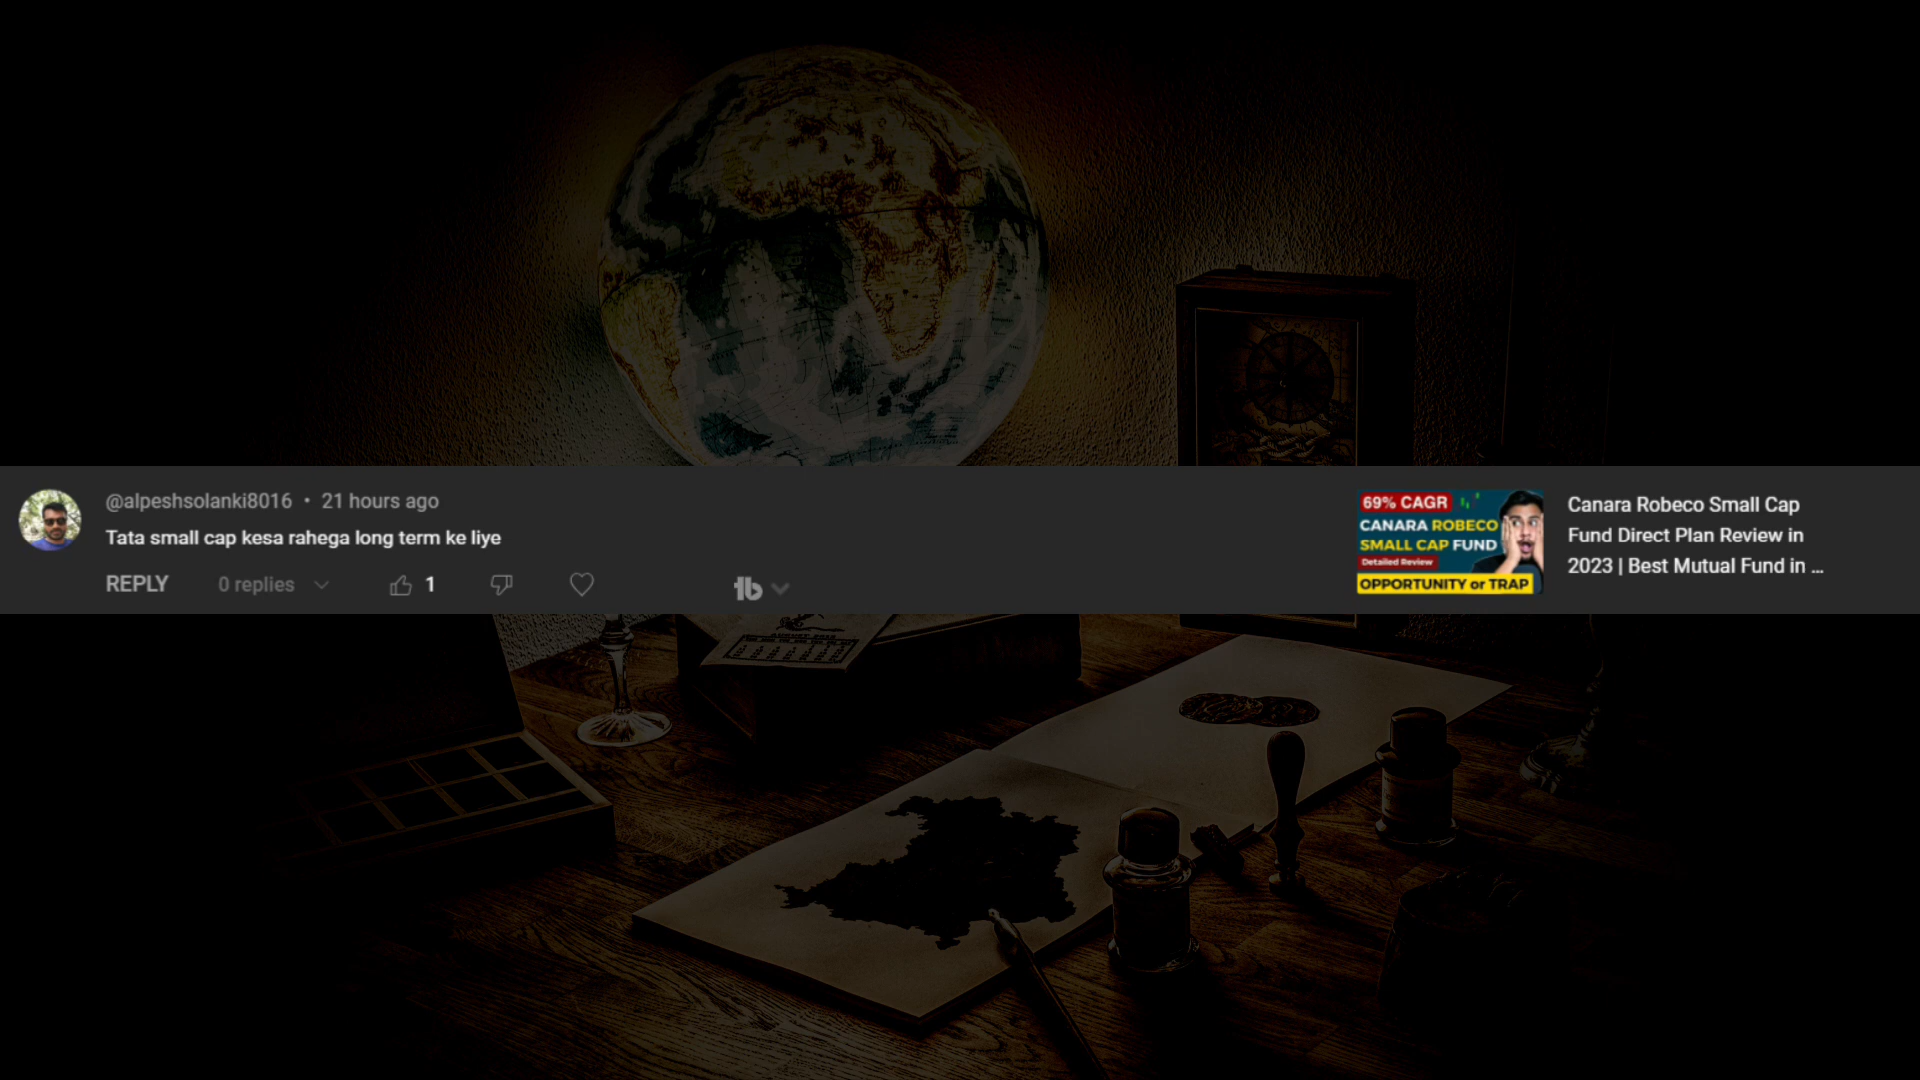 @alpeshsolanki8016 • 21 hours ago
Tata small cap kesa rahega long term ke liye
REPLY 0 replies 1
69% CAGR
CANARA ROBECO
SMALL CAP FUND
Detailed Review
OPPORTUNITY or TRAP
Canara Robeco Small Cap
Fund Direct Plan Review in
2023 | Best Mutual Fund in ...